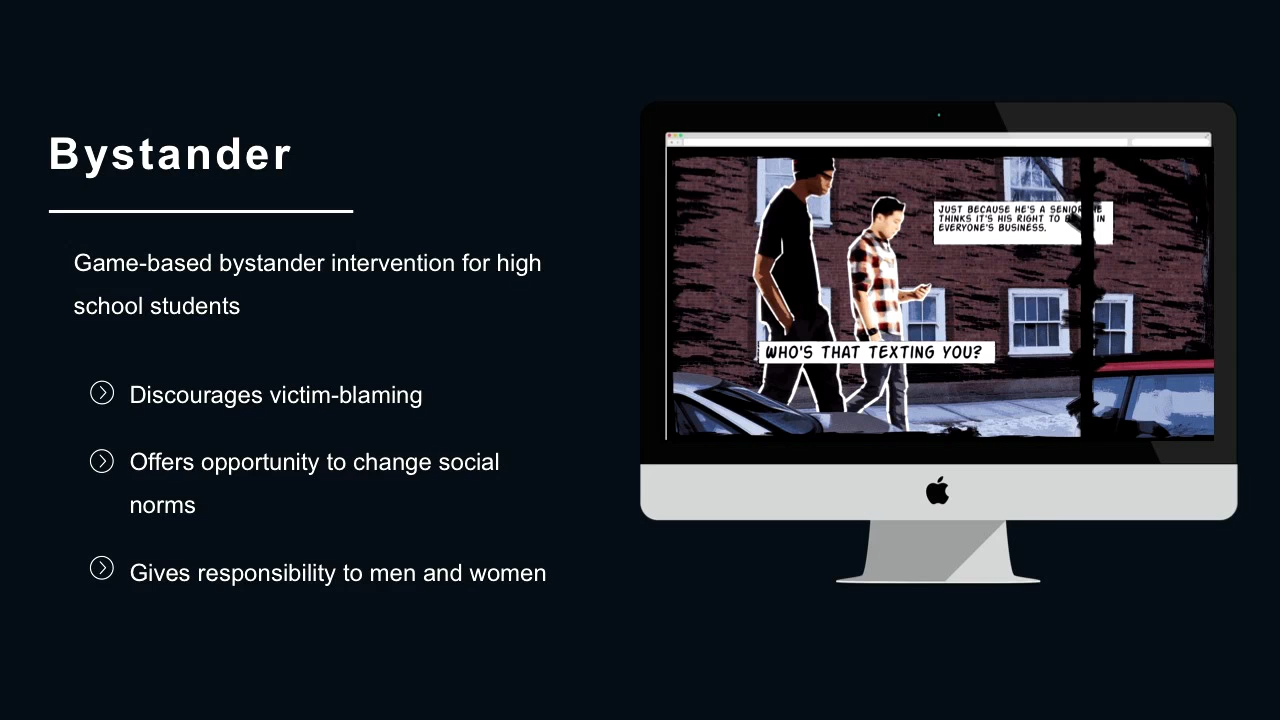 Bystander
Game-based bystander intervention for high
school students
Discourages victim-blaming
Offers opportunity to change social
norms
Gives responsibility to men and women
JUST BECAUSE HE'S A SENIOR
THINKS IT'S HIS RIGHT TO IN
EVERYONE'S BUSINESS.
WHO'S THAT TEXTING YOU?